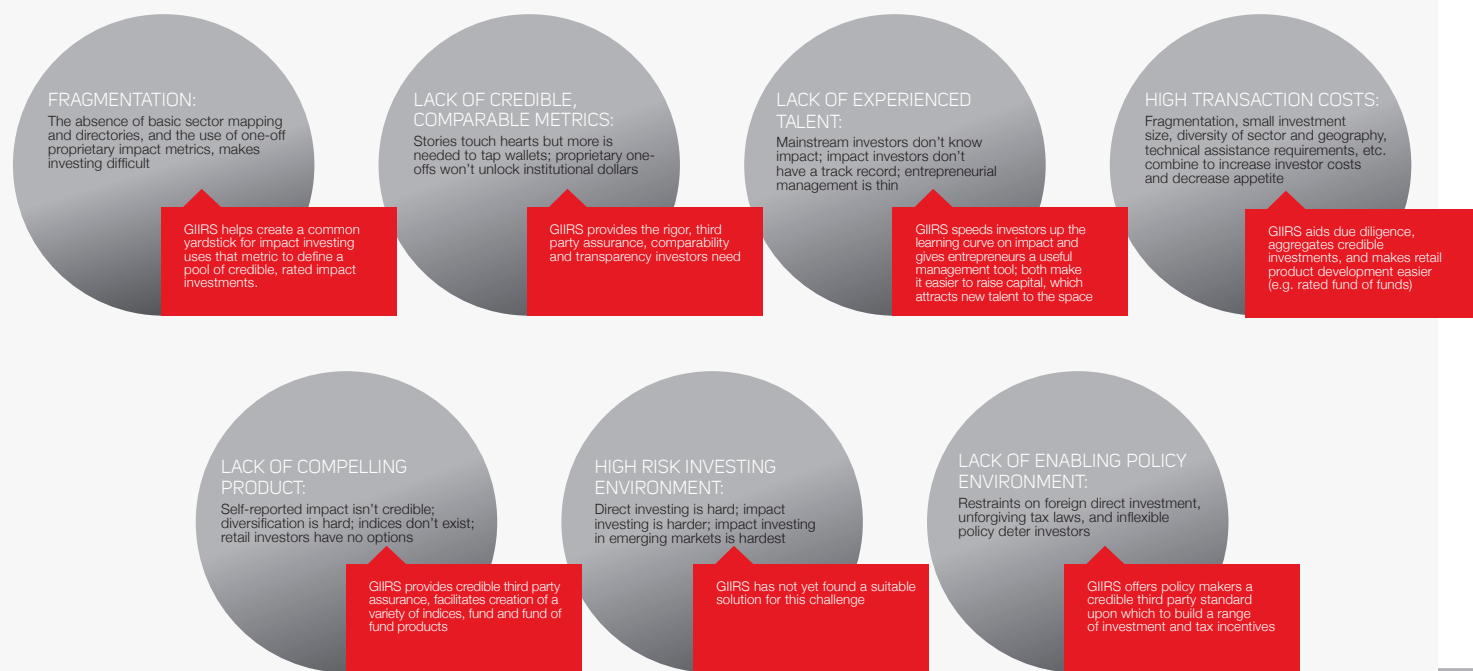 FRAGMENTATION:
The absence of basic sector mapping
and directories, and the use of one-off
proprietary impact metrics, makes
investing difficult
GIIRS helps create a common
yardstick for impact investing
uses that metric to define a
pool of credible, rated impact
investments.
LACK OF CREDIBLE,
COMPARABLE METRICS:
Stories touch hearts but more is
needed to tap wallets; proprietary one-
offs won't unlock institutional dollars
GIIRS provides the rigor, third
party assurance, comparability
and transparency investors need
LACK OF EXPERIENCED
TALENT:
Mainstream investors don't know
impact; impact investors don't
have a track record; entrepreneurial
management is thin
GIIRS speeds investors up the
learning curve on impact and
gives entrepreneurs a useful
management tool; both make
it easier to raise capital, which
attracts new talent to the space
HIGH TRANSACTION COSTS:
Fragmentation, small investment
size, diversity of sector and geography,
technical assistance requirements, etc.
combine to increase investor costs
and decrease appetite
GIIRS aids due diligence,
aggregates credible
investments, and makes retail
product development easier
(e.g. rated fund of funds)
LACK OF COMPELLING
PRODUCT:
Self-reported impact isn't credible;
diversification is hard; indices don't exist;
retail investors have no options
GIIRS provides credible third party
assurance, facilitates creation of a
variety of indices, fund and fund of
fund products
HIGH RISK INVESTING
ENVIRONMENT:
Direct investing is hard; impact
investing is harder; impact investing
in emerging markets is hardest
GIIRS has not yet found a suitable
solution for this challenge
LACK OF ENABLING POLICY
ENVIRONMENT:
Restraints on foreign direct investment,
unforgiving tax laws, and inflexible
policy deter investors
GIIRS offers policy makers a
credible third party standard
upon which to build a range
of investment and tax incentives